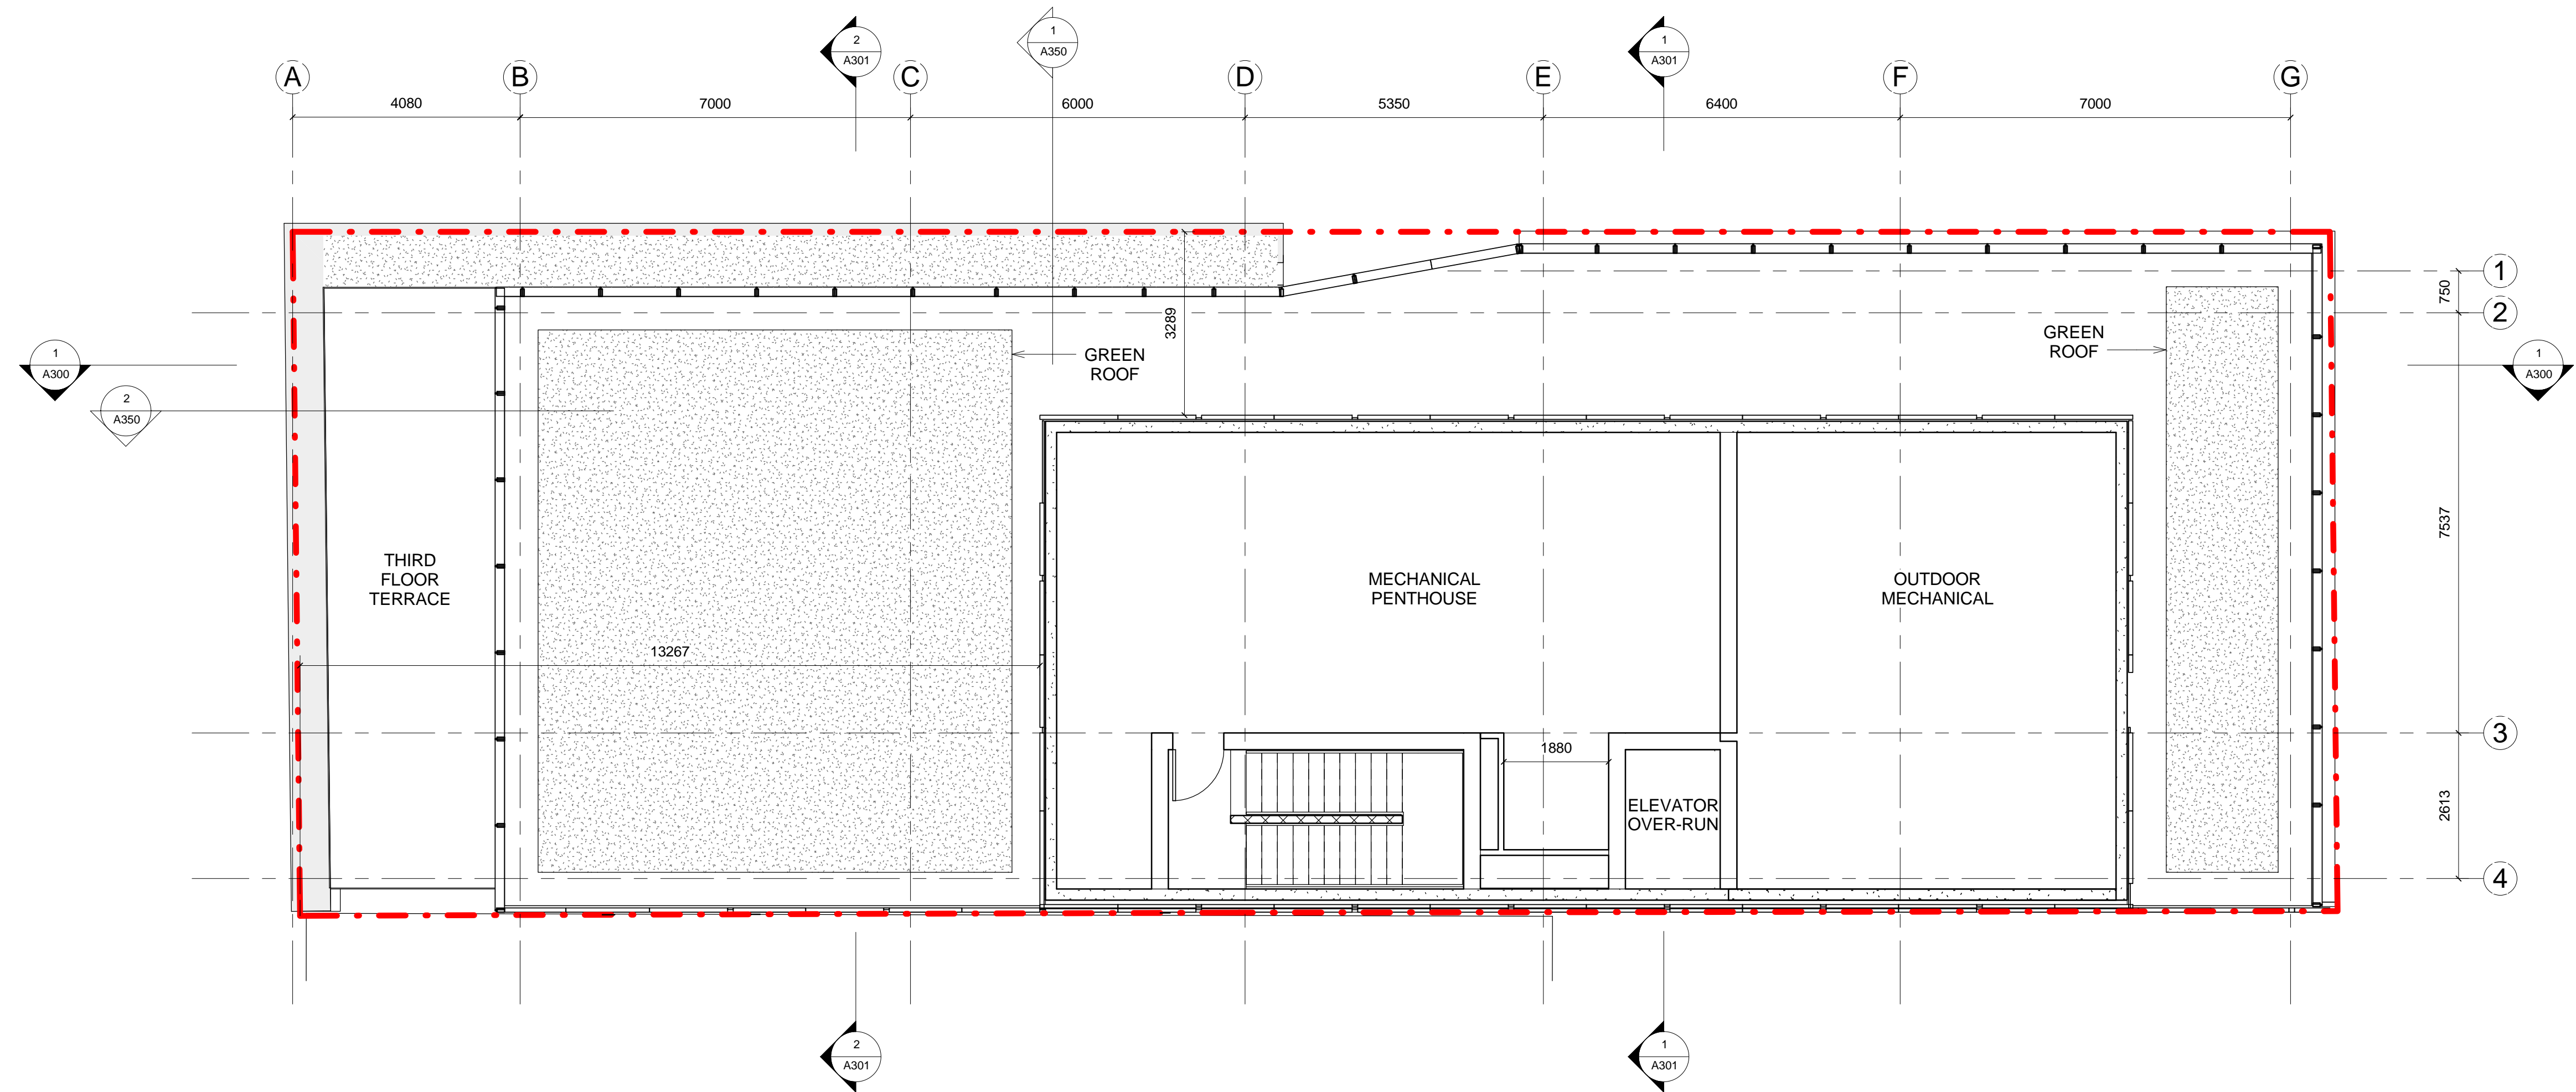 2
A301
1
A350
1
A301
A
B
C
D
E
F
G
4080
7000
6000
5350
6400
7000
1
750
2
3289
GREEN
ROOF
GREEN
ROOF
1
A300
1
A300
2
A350
7537
THIRD
FLOOR
TERRACE
MECHANICAL
PENTHOUSE
OUTDOOR
MECHANICAL
13267
3
1880
ELEVATOR
OVER-RUN
2613
4
2
A301
1
A301